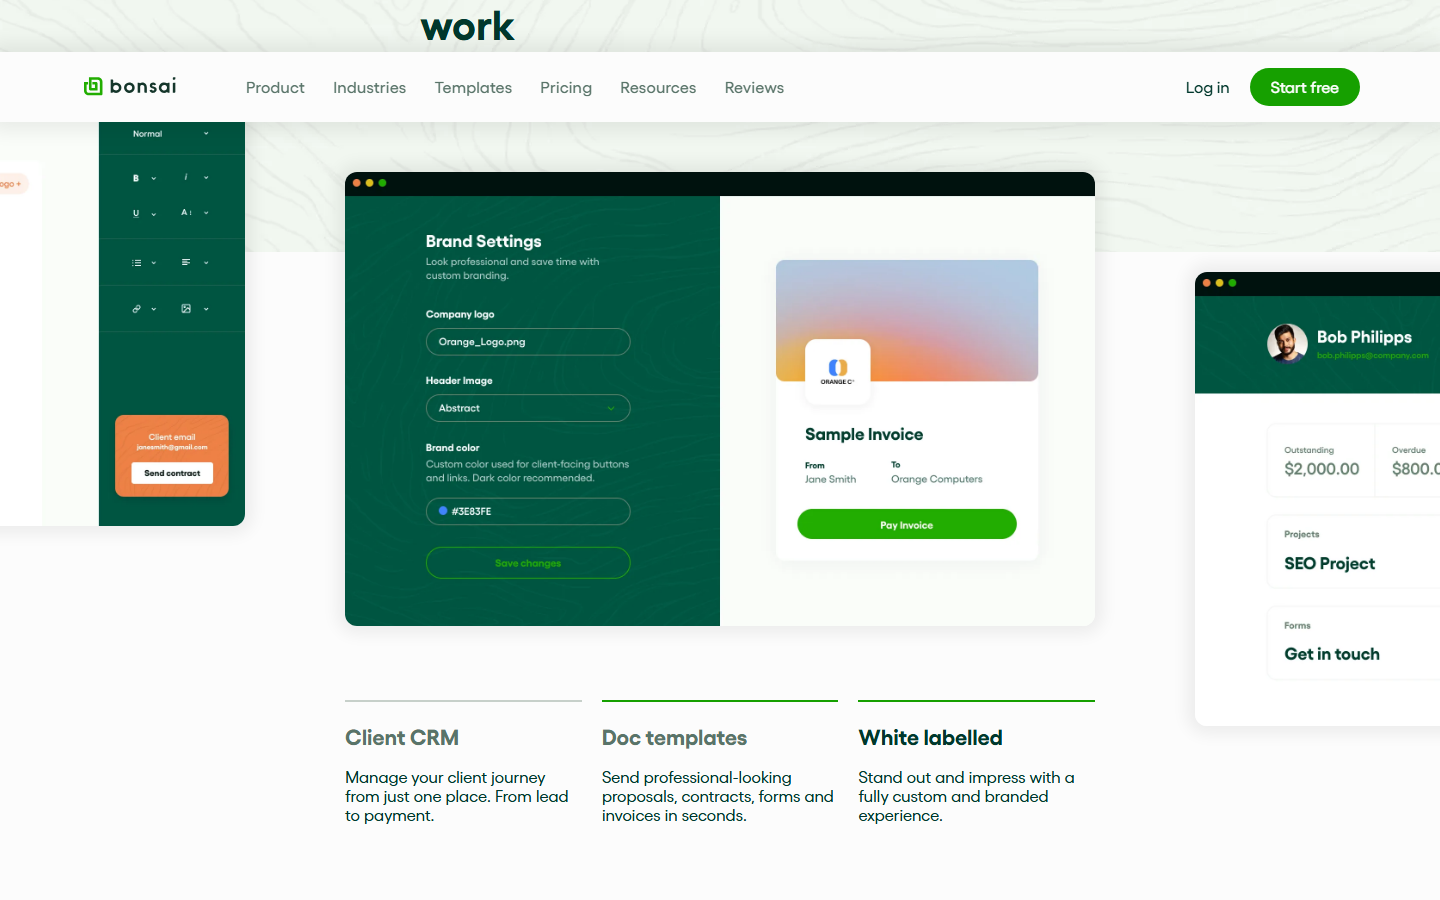 work
bonsai
Product
Industries
Templates
Pricing
Resources
Reviews
Log in
Start free
Normal
B
i
ogo +
U
A
Client email
janesmith@gmail.com
Send contract
Brand Settings
Look professional and save time with
custom branding.
Company logo
Orange_Logo.png
Header Image
Abstract
Brand color
Custom color used for client-facing buttons
and links. Dark color recommended.
#3E83FE
Save changes
ORANGE C°
Sample Invoice
From
To
Jane Smith
Orange Computers
Pay Invoice
Bob Philipps
bob.philipps@company.com
Outstanding
Overdue
$2,000.00
$800.0
Projects
SEO Project
Forms
Get in touch
Client CRM
Manage your client journey
from just one place. From lead
to payment.
Doc templates
Send professional-looking
proposals, contracts, forms and
invoices in seconds.
White labelled
Stand out and impress with a
fully custom and branded
experience.